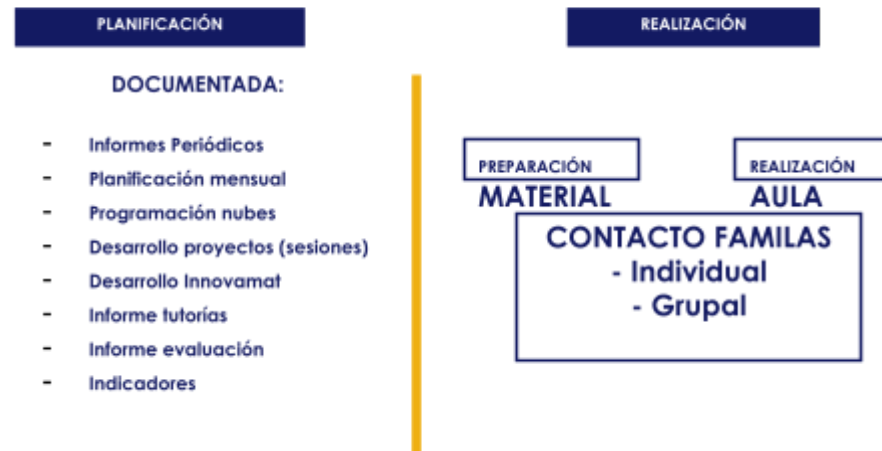 PLANIFICACIÓN
DOCUMENTADA:
- Informes Periódicos
- Planificación mensual
- Programación nubes
- Desarrollo proyectos (sesiones)
- Desarrollo Innovamat
- Informe tutorías
- Informe evaluación
- Indicadores
REALIZACIÓN
PREPARACIÓN
MATERIAL
REALIZACIÓN
AULA
CONTACTO FAMILAS
- Individual
- Grupal